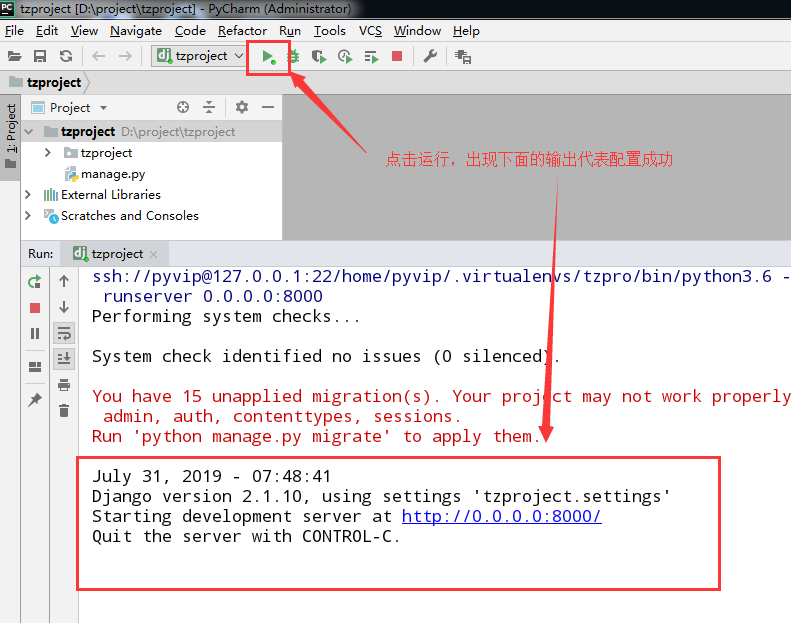 PC tzproject [D:\project\tzproject] - PyCharm (Administrator)
File Edit View Navigate Code Refactor Run Tools VCS Window Help
dj tzproject
tzproject
1: Project
Project
tzproject D:\project\tzproject
tzproject
manage.py
External Libraries
Scratches and Consoles
点击运行，出现下面的输出代表配置成功
Run: dj tzproject
ssh://pyvip@127.0.0.1:22/home/pyvip/.virtualenvs/tzpro/bin/python3.6 -
runserver 0.0.0.0:8000
Performing system checks...
System check identified no issues (0 silenced).
You have 15 unapplied migration(s). Your project may not work properly
admin, auth, contenttypes, sessions.
Run 'python manage.py migrate' to apply them.
July 31, 2019 - 07:48:41
Django version 2.1.10, using settings 'tzproject.settings'
Starting development server at http://0.0.0.0:8000/
Quit the server with CONTROL-C.